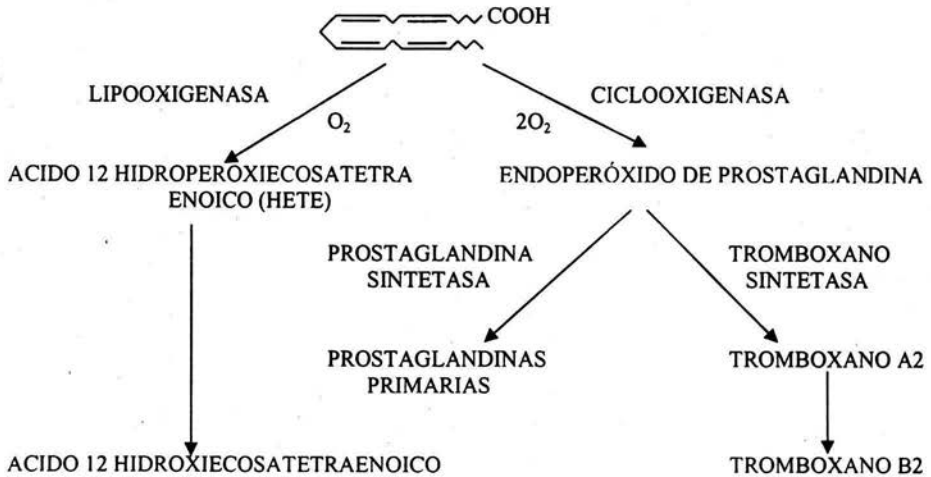 COOH
LIPOOXIGENASA
CICLOOXIGENASA
O₂
2O₂
ACIDO 12 HIDROPEROXIECOSATETRA
ENOICO (HETE)
ENDOPERÓXIDO DE PROSTAGLANDINA
PROSTAGLANDINA
SINTETASA
TROMBOXANO
SINTETASA
PROSTAGLANDINAS
PRIMARIAS
TROMBOXANO A2
ACIDO 12 HIDROXIECOSATETRAENOICO
TROMBOXANO B2